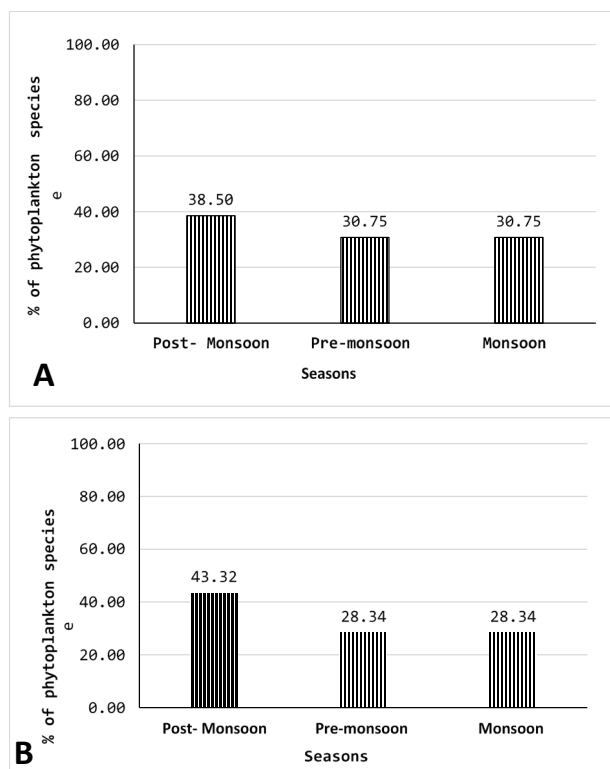 100.00
80.00
60.00
40.00
20.00
0.00
% of phytoplankton species
e
38.50
30.75
30.75
Post- Monsoon Pre-monsoon Monsoon
Seasons
A
100.00
80.00
60.00
40.00
20.00
0.00
% of phytoplankton species
e
43.32
28.34
28.34
Post- Monsoon Pre-monsoon Monsoon
Seasons
B